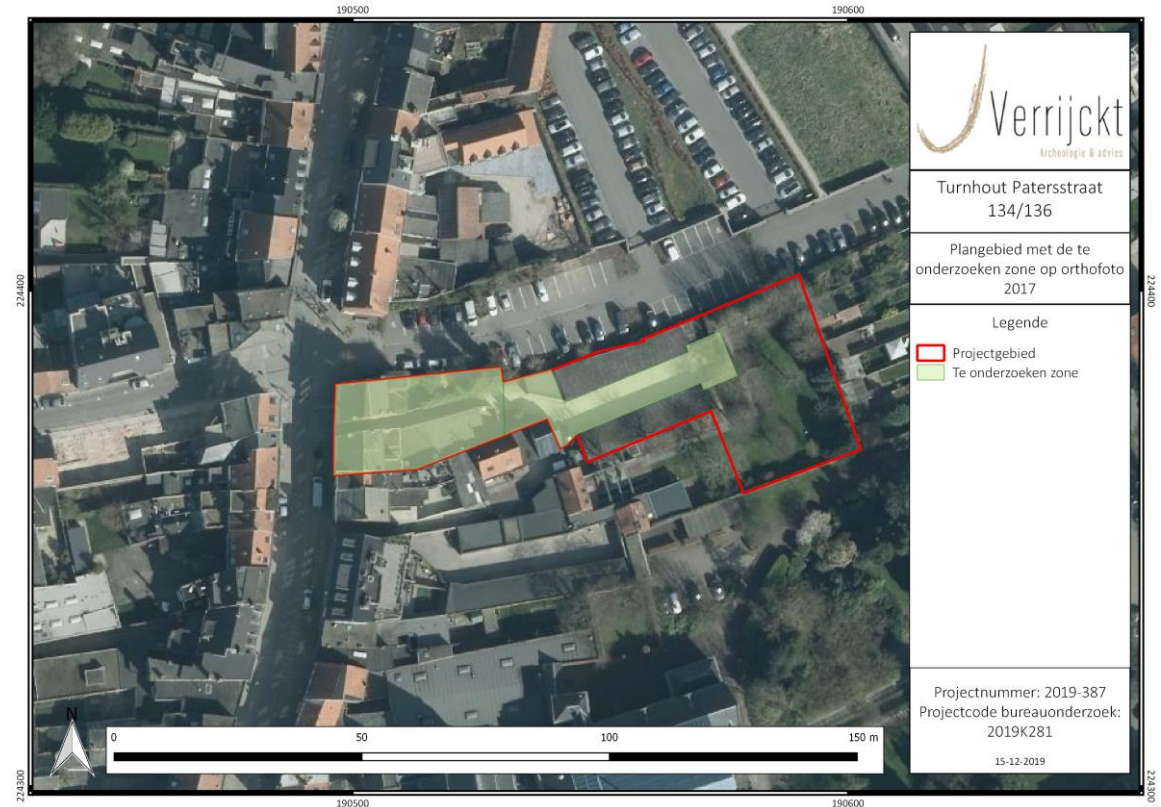 190500
190600
Verrijckt
Archeologie & advies
Turnhout Patersstraat
134/136
Plangebied met de te
onderzoeken zone op orthofoto
2017
Legende
Projectgebied
Te onderzoeken zone
224400
224400
N
0
50
100
150 m
Projectnummer: 2019-387
Projectcode bureauonderzoek:
2019K281
15-12-2019
224300
224300
190500
190600